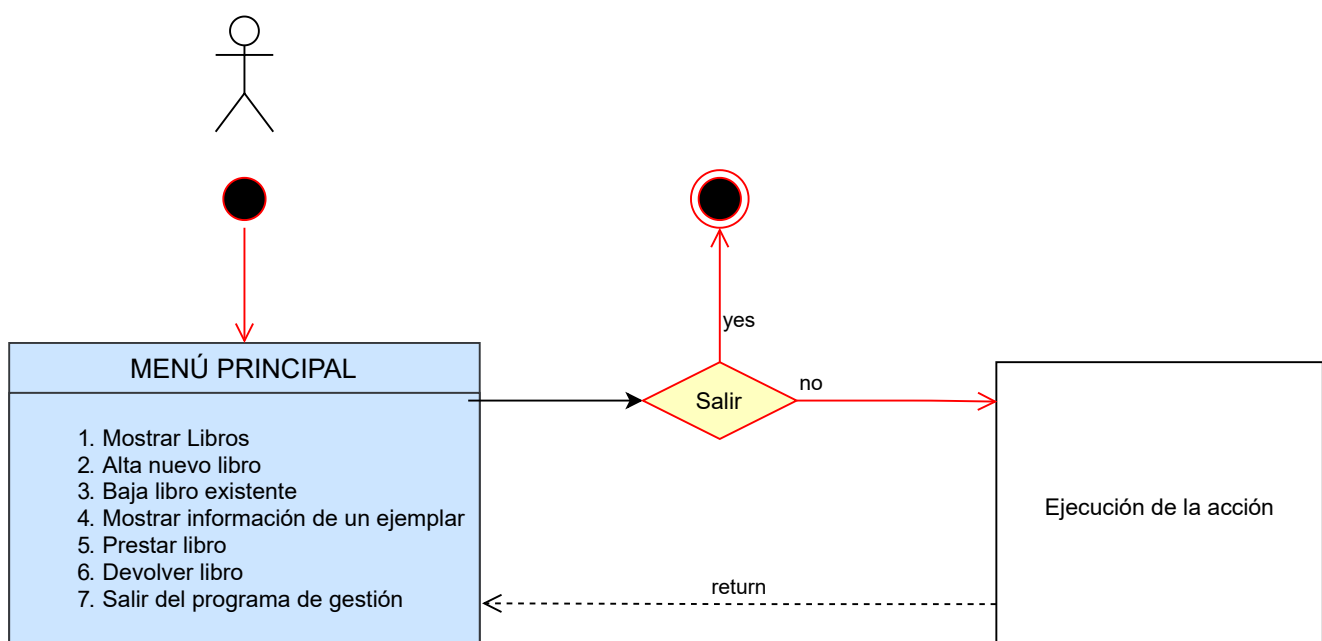 MENÚ PRINCIPAL
1. Mostrar Libros
2. Alta nuevo libro
3. Baja libro existente
4. Mostrar información de un ejemplar
5. Prestar libro
6. Devolver libro
7. Salir del programa de gestión
yes
Salir
no
Ejecución de la acción
return